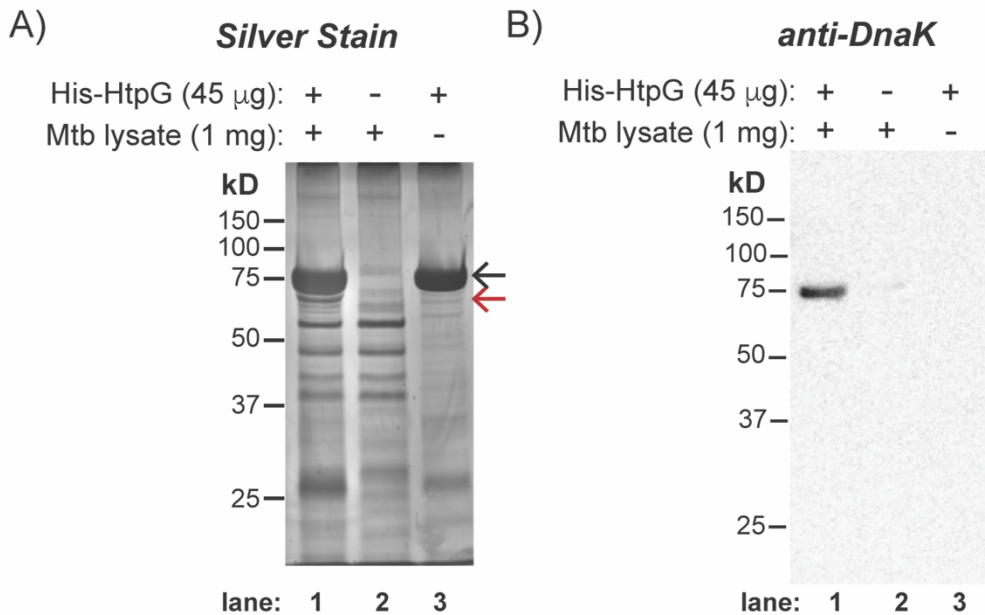 A)
Silver Stain
His-HtpG (45 μg): + − +
Mtb lysate (1 mg): + + −
kD
150
100
75
50
37
25
lane: 1 2 3
B)
anti-DnaK
His-HtpG (45 μg): + − +
Mtb lysate (1 mg): + + −
kD
150
100
75
50
37
25
lane: 1 2 3